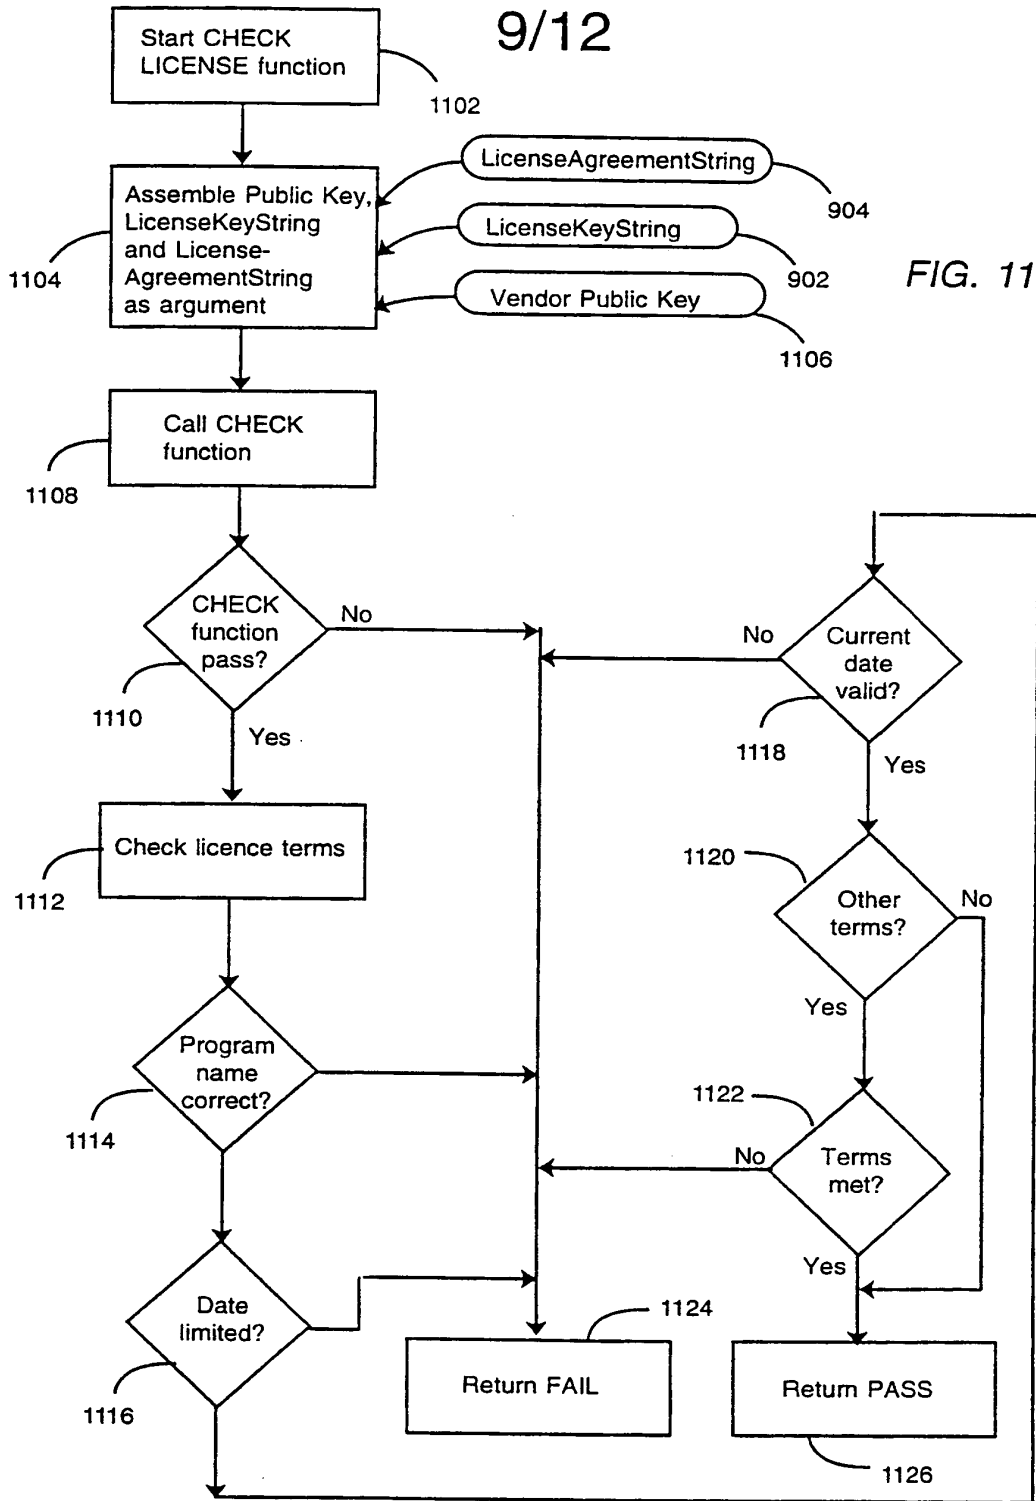 9/12
Start CHECK
LICENSE function
1102
Assemble Public Key,
LicenseKeyString
and License-
AgreementString
as argument
1104
LicenseAgreementString
904
LicenseKeyString
902
Vendor Public Key
1106
FIG. 11
Call CHECK
function
1108
CHECK
function
pass?
No
1110
Yes
Check licence terms
1112
Program
name
correct?
1114
Date
limited?
1116
Current
date
valid?
No
1118
Yes
Other
terms?
1120
No
Yes
Terms
met?
1122
No
Yes
Return FAIL
1124
Return PASS
1126